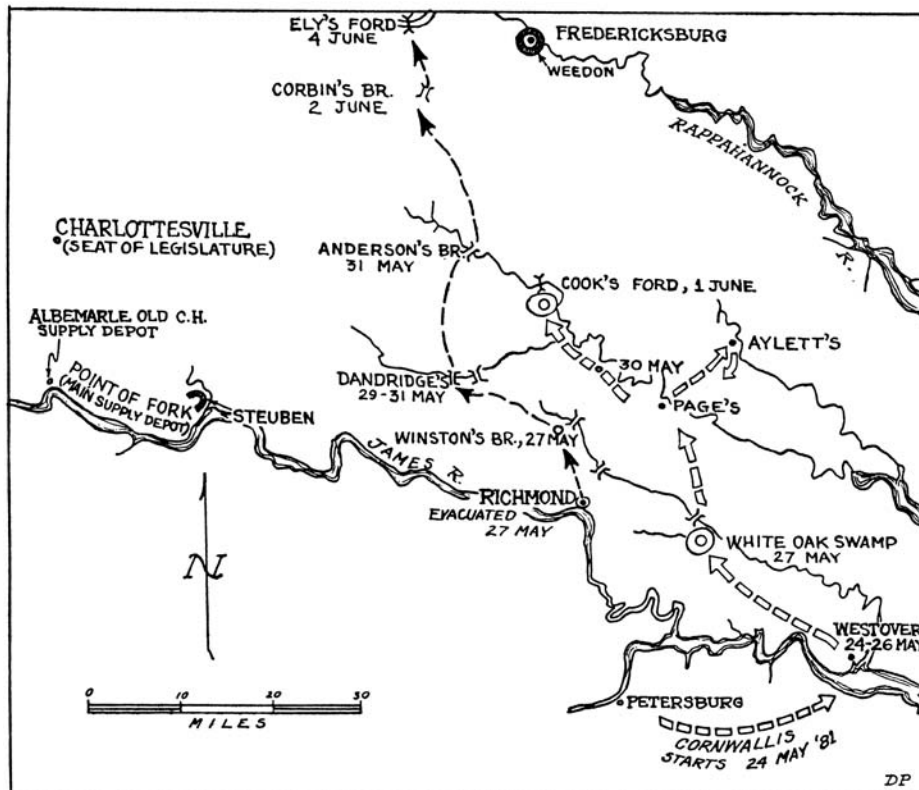 ELY'S FORD
4 JUNE
FREDERICKSBURG
WEEDON
CORBIN'S BR.
2 JUNE
RAPPAHANNOCK
R.
CHARLOTTESVILLE
(SEAT OF LEGISLATURE)
ANDERSON'S BR.
31 MAY
COOK'S FORD, 1 JUNE
ALBEMARLE OLD C.H.
SUPPLY DEPOT
AYLETT'S
30 MAY
POINT OF FORK
(MAIN SUPPLY DEPOT)
STEUBEN
DANDRIDGE'S
29-31 MAY
PAGE'S
WINSTON'S BR., 27 MAY
JAMES R.
RICHMOND
EVACUATED
27 MAY
N
WHITE OAK SWAMP
27 MAY
WESTOVER
24-26 MAY
0 10 20 30
MILES
PETERSBURG
CORNWALLIS
STARTS 24 MAY '81
DP